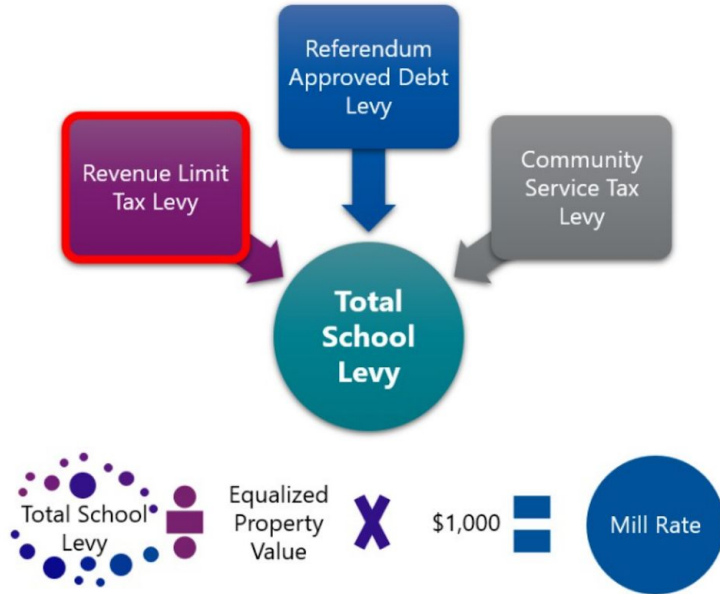 Referendum
Approved Debt
Levy
Revenue Limit
Tax Levy
Community
Service Tax
Levy
Total
School
Levy
Total School
Levy
Equalized
Property
Value
$1,000
Mill Rate